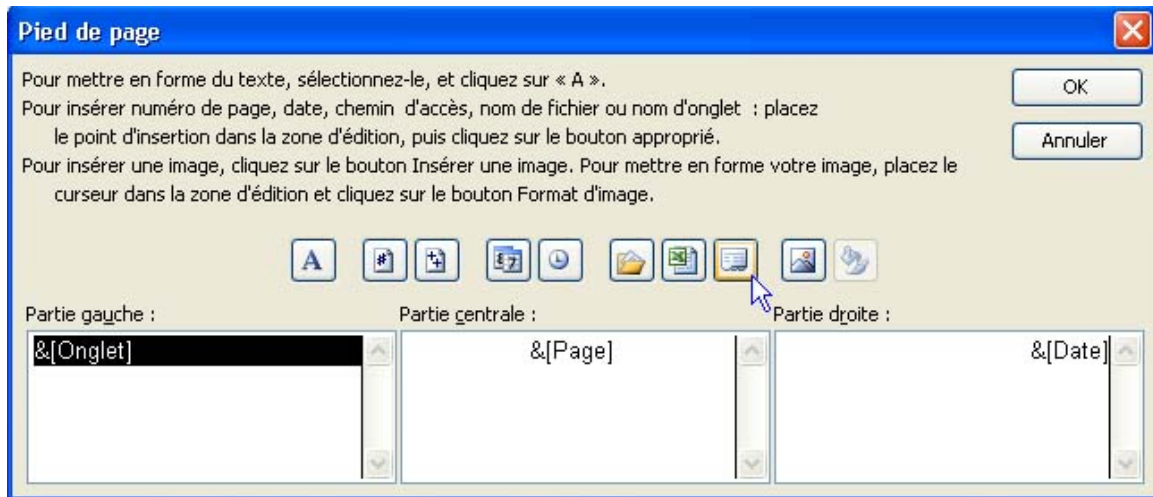 Pied de page
Pour mettre en forme du texte, sélectionnez-le, et cliquez sur « A ».
Pour insérer numéro de page, date, chemin d'accès, nom de fichier ou nom d'onglet : placez
le point d'insertion dans la zone d'édition, puis cliquez sur le bouton approprié.
Pour insérer une image, cliquez sur le bouton Insérer une image. Pour mettre en forme votre image, placez le
curseur dans la zone d'édition et cliquez sur le bouton Format d'image.
OK
Annuler
A
Partie gauche :
Partie centrale :
Partie droite :
&[Onglet]
&[Page]
&[Date]